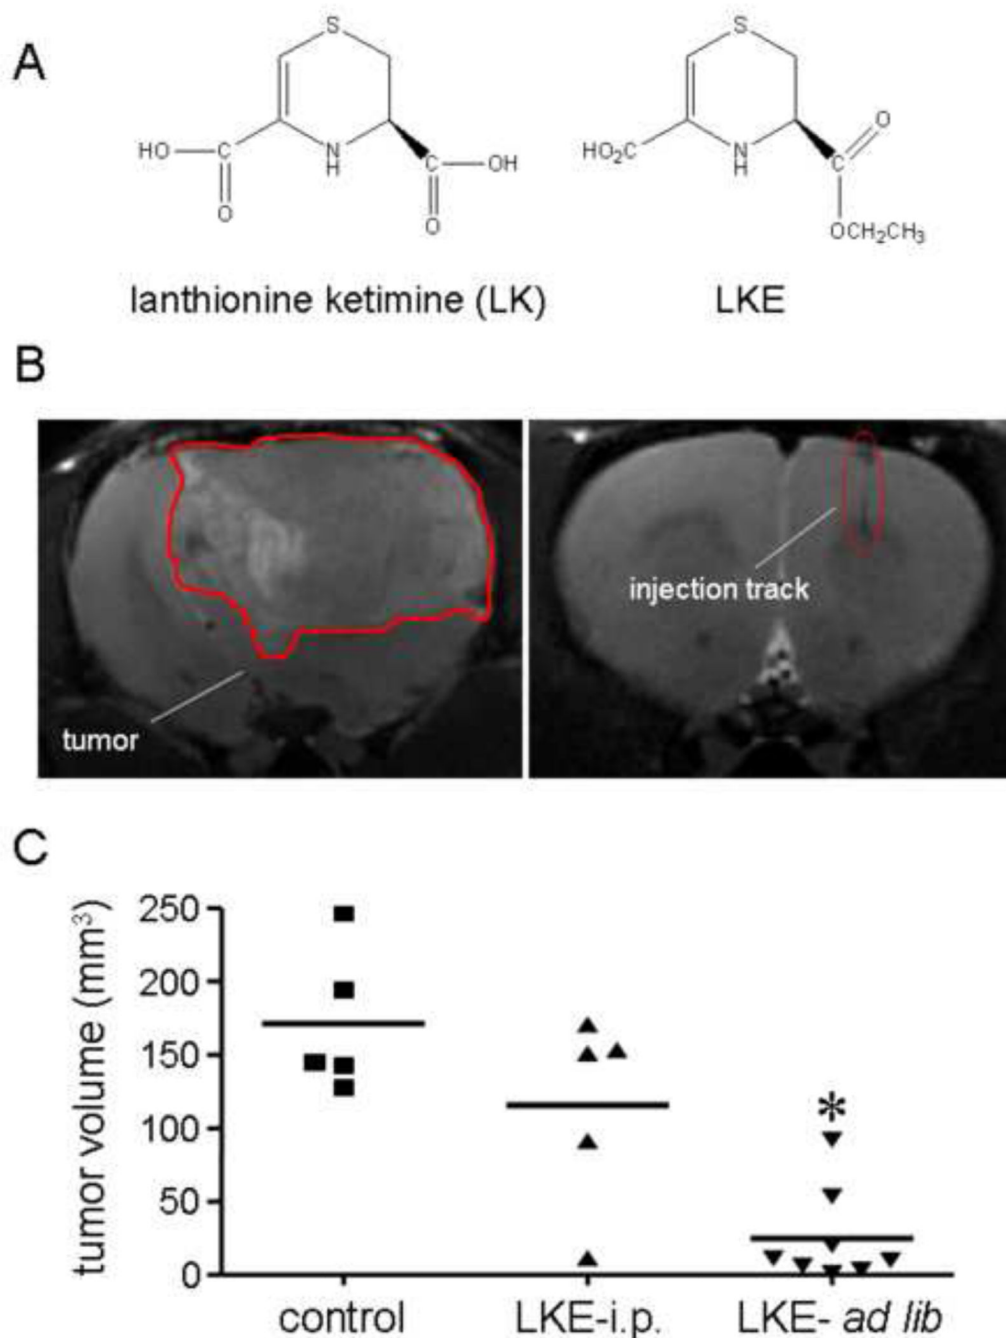 A
S
S
HO
C
O
N
H
C
OH
O
HO₂C
N
H
C
O
OCH₂CH₃
lanthionine ketimine (LK)
LKE
B
tumor
injection track
C
tumor volume (mm³)
250
200
150
100
50
0
*
control
LKE-i.p.
LKE- ad lib